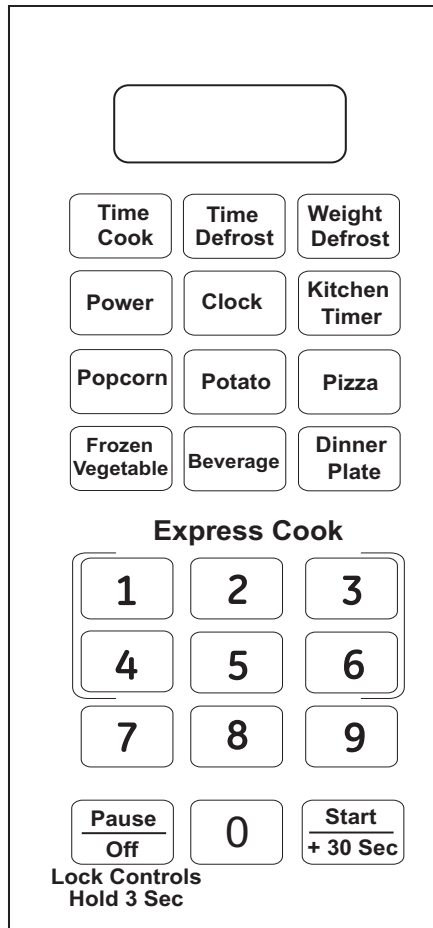 Time
Cook
Time
Defrost
Weight
Defrost
Power
Clock
Kitchen
Timer
Popcorn
Potato
Pizza
Frozen
Vegetable
Beverage
Dinner
Plate
Express Cook
1
2
3
4
5
6
7
8
9
Pause
Off
0
Start
+ 30 Sec
Lock Controls
Hold 3 Sec